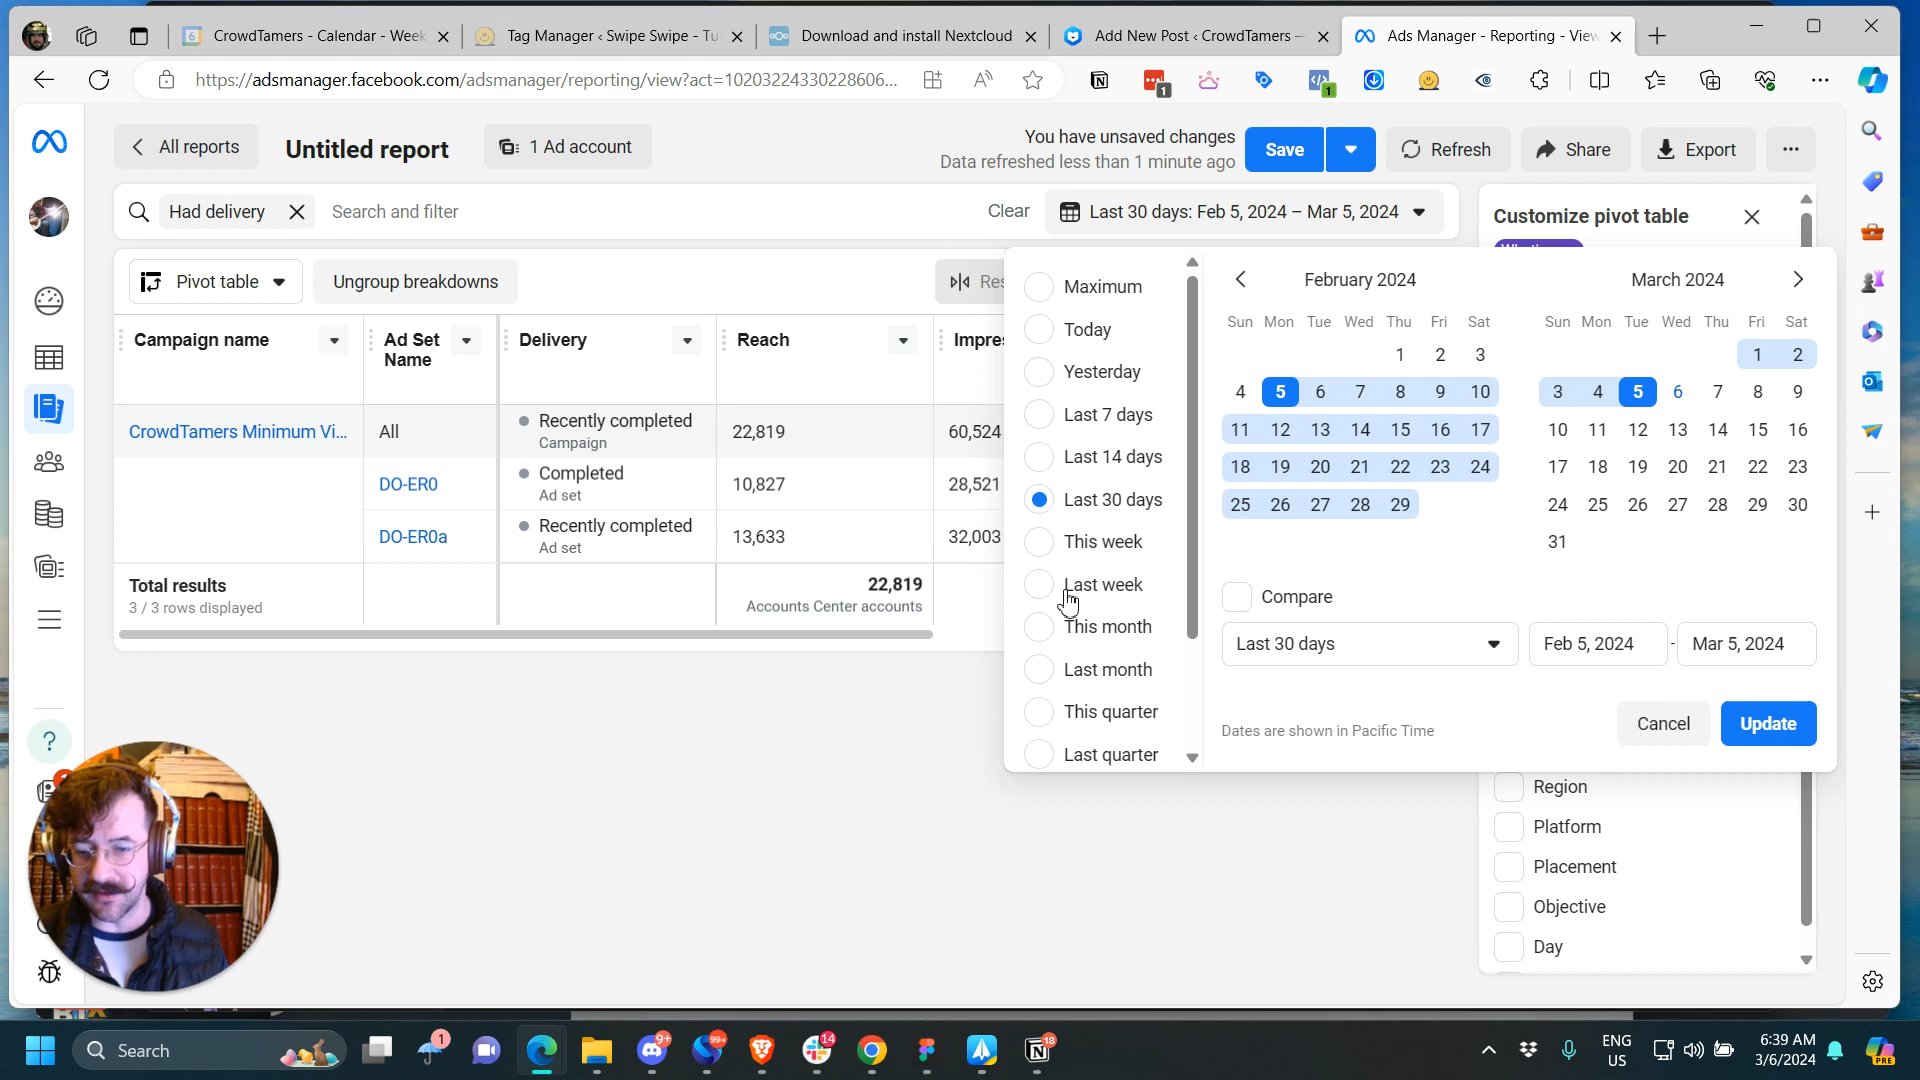 CrowdTamers - Calendar - Week
Tag Manager ‹ Swipe Swipe - Tu
Download and install Nextcloud
Add New Post ‹ CrowdTamers —
Ads Manager - Reporting - View
https://adsmanager.facebook.com/adsmanager/reporting/view?act=10203224330228606...
1
1
All reports
Untitled report
1 Ad account
You have unsaved changes
Data refreshed less than 1 minute ago
Save
Refresh
Share
Export
Had delivery
Search and filter
Clear
Last 30 days: Feb 5, 2024 – Mar 5, 2024
Customize pivot table
Pivot table
Ungroup breakdowns
Res
Campaign name
Ad Set
Name
Delivery
Reach
Impres
CrowdTamers Minimum Vi...
All
Recently completed
Campaign
22,819
60,524
DO-ER0
Completed
Ad set
10,827
28,521
DO-ER0a
Recently completed
Ad set
13,633
32,003
Total results
3 / 3 rows displayed
22,819
Accounts Center accounts
Maximum
Today
Yesterday
Last 7 days
Last 14 days
Last 30 days
This week
Last week
This month
Last month
This quarter
Last quarter
February 2024
Sun Mon Tue Wed Thu Fri Sat
1 2 3
4 5 6 7 8 9 10
11 12 13 14 15 16 17
18 19 20 21 22 23 24
25 26 27 28 29
March 2024
Sun Mon Tue Wed Thu Fri Sat
1 2
3 4 5 6 7 8 9
10 11 12 13 14 15 16
17 18 19 20 21 22 23
24 25 26 27 28 29 30
31
Compare
Last 30 days
Feb 5, 2024 - Mar 5, 2024
Dates are shown in Pacific Time
Cancel
Update
Region
Platform
Placement
Objective
Day
Search
1
9+
99+
14
18
ENG
US
6:39 AM
3/6/2024
PRE